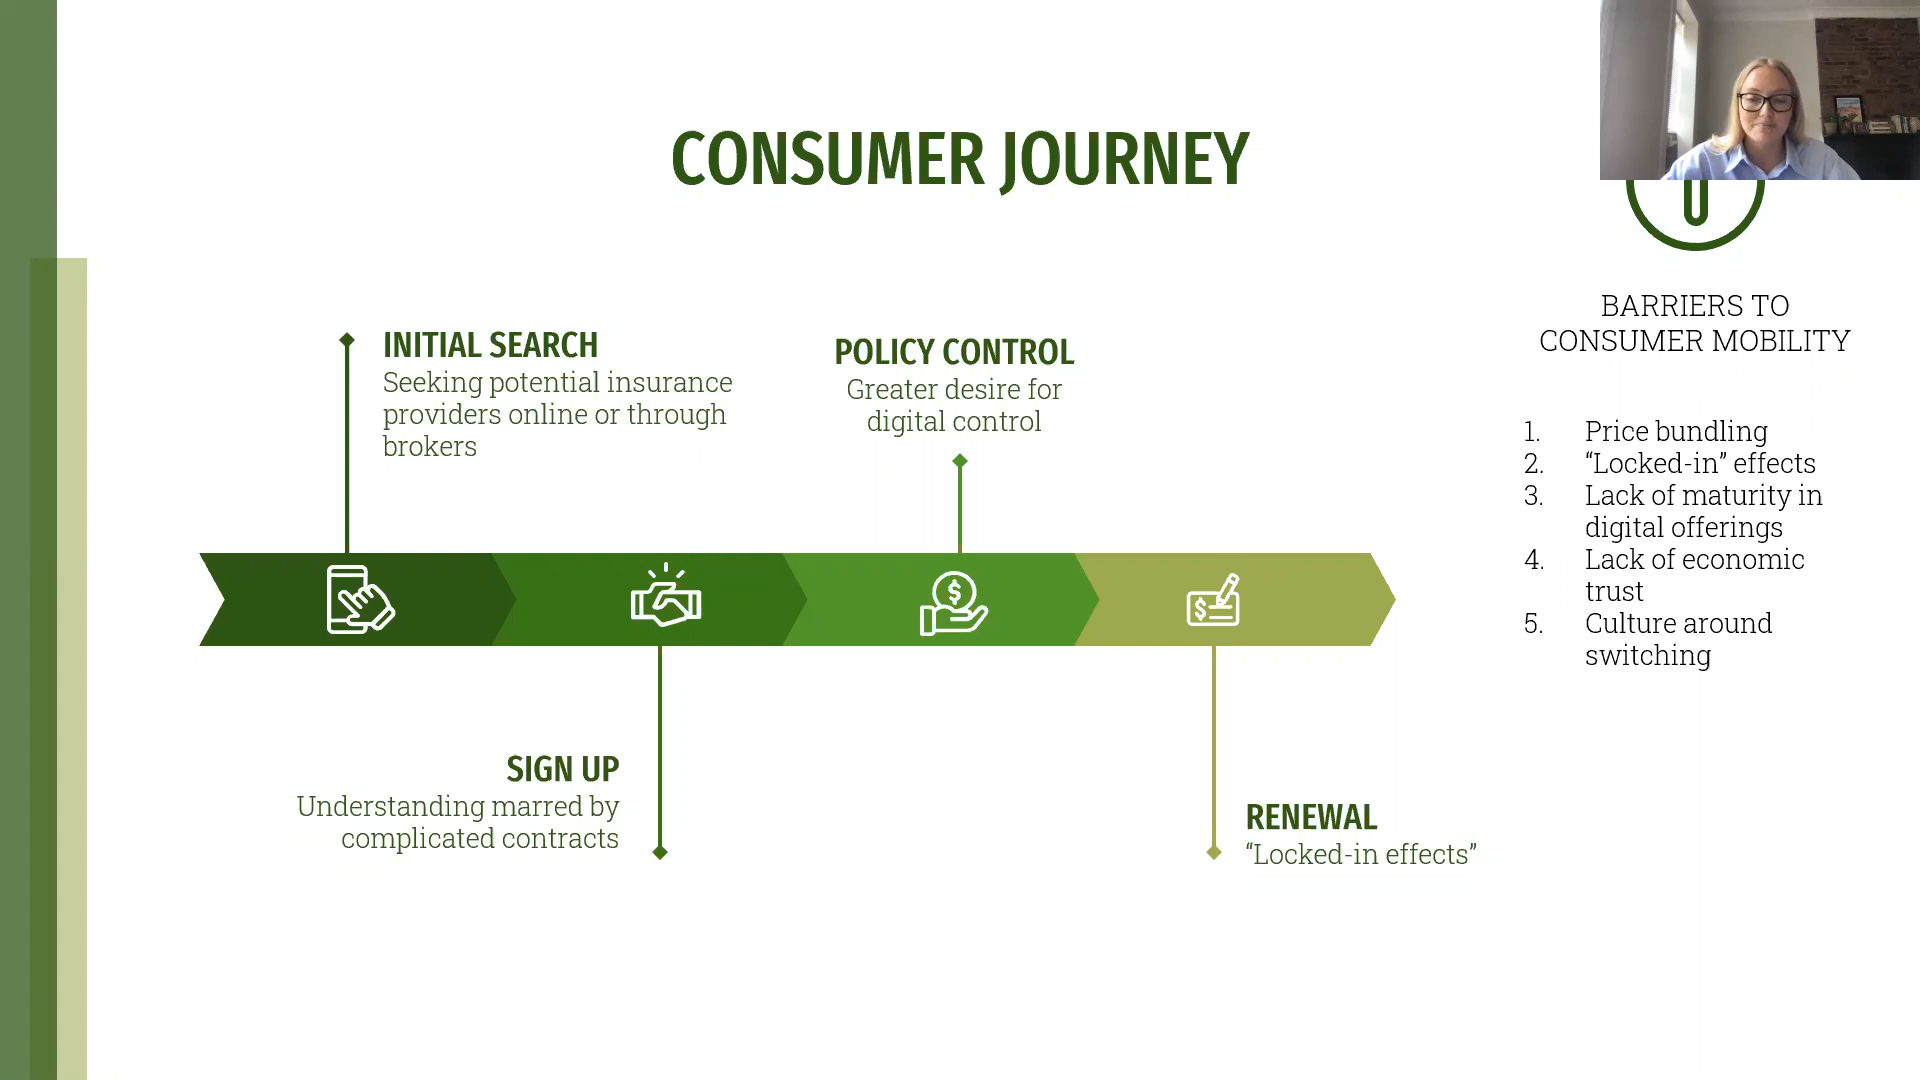 CONSUMER JOURNEY
INITIAL SEARCH
Seeking potential insurance
providers online or through
brokers
POLICY CONTROL
Greater desire for
digital control
$
$
SIGN UP
Understanding marred by
complicated contracts
RENEWAL
“Locked-in effects”
BARRIERS TO
CONSUMER MOBILITY
1. Price bundling
2. “Locked-in” effects
3. Lack of maturity in
digital offerings
4. Lack of economic
trust
5. Culture around
switching